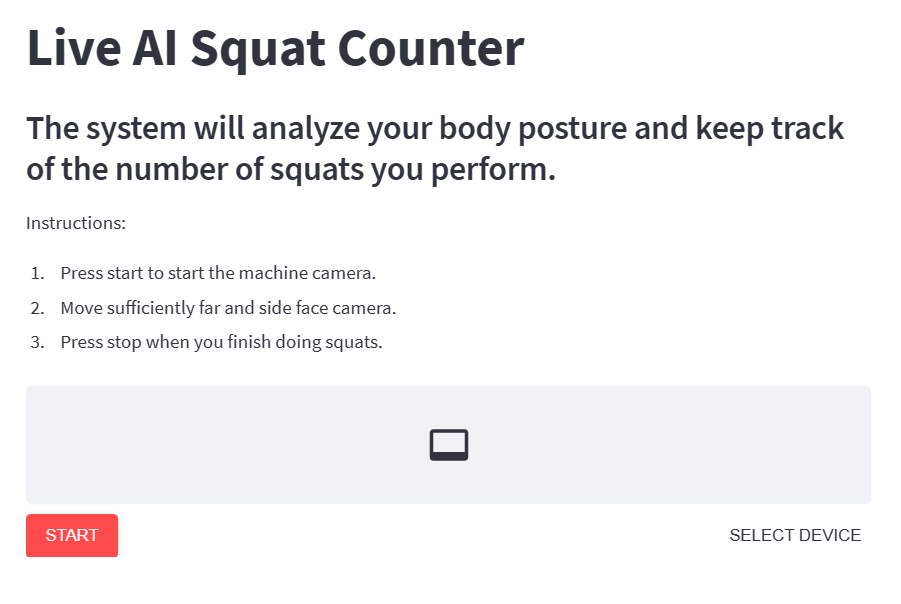 Live AI Squat Counter
The system will analyze your body posture and keep track
of the number of squats you perform.
Instructions:
1. Press start to start the machine camera.
2. Move sufficiently far and side face camera.
3. Press stop when you finish doing squats.
START
SELECT DEVICE